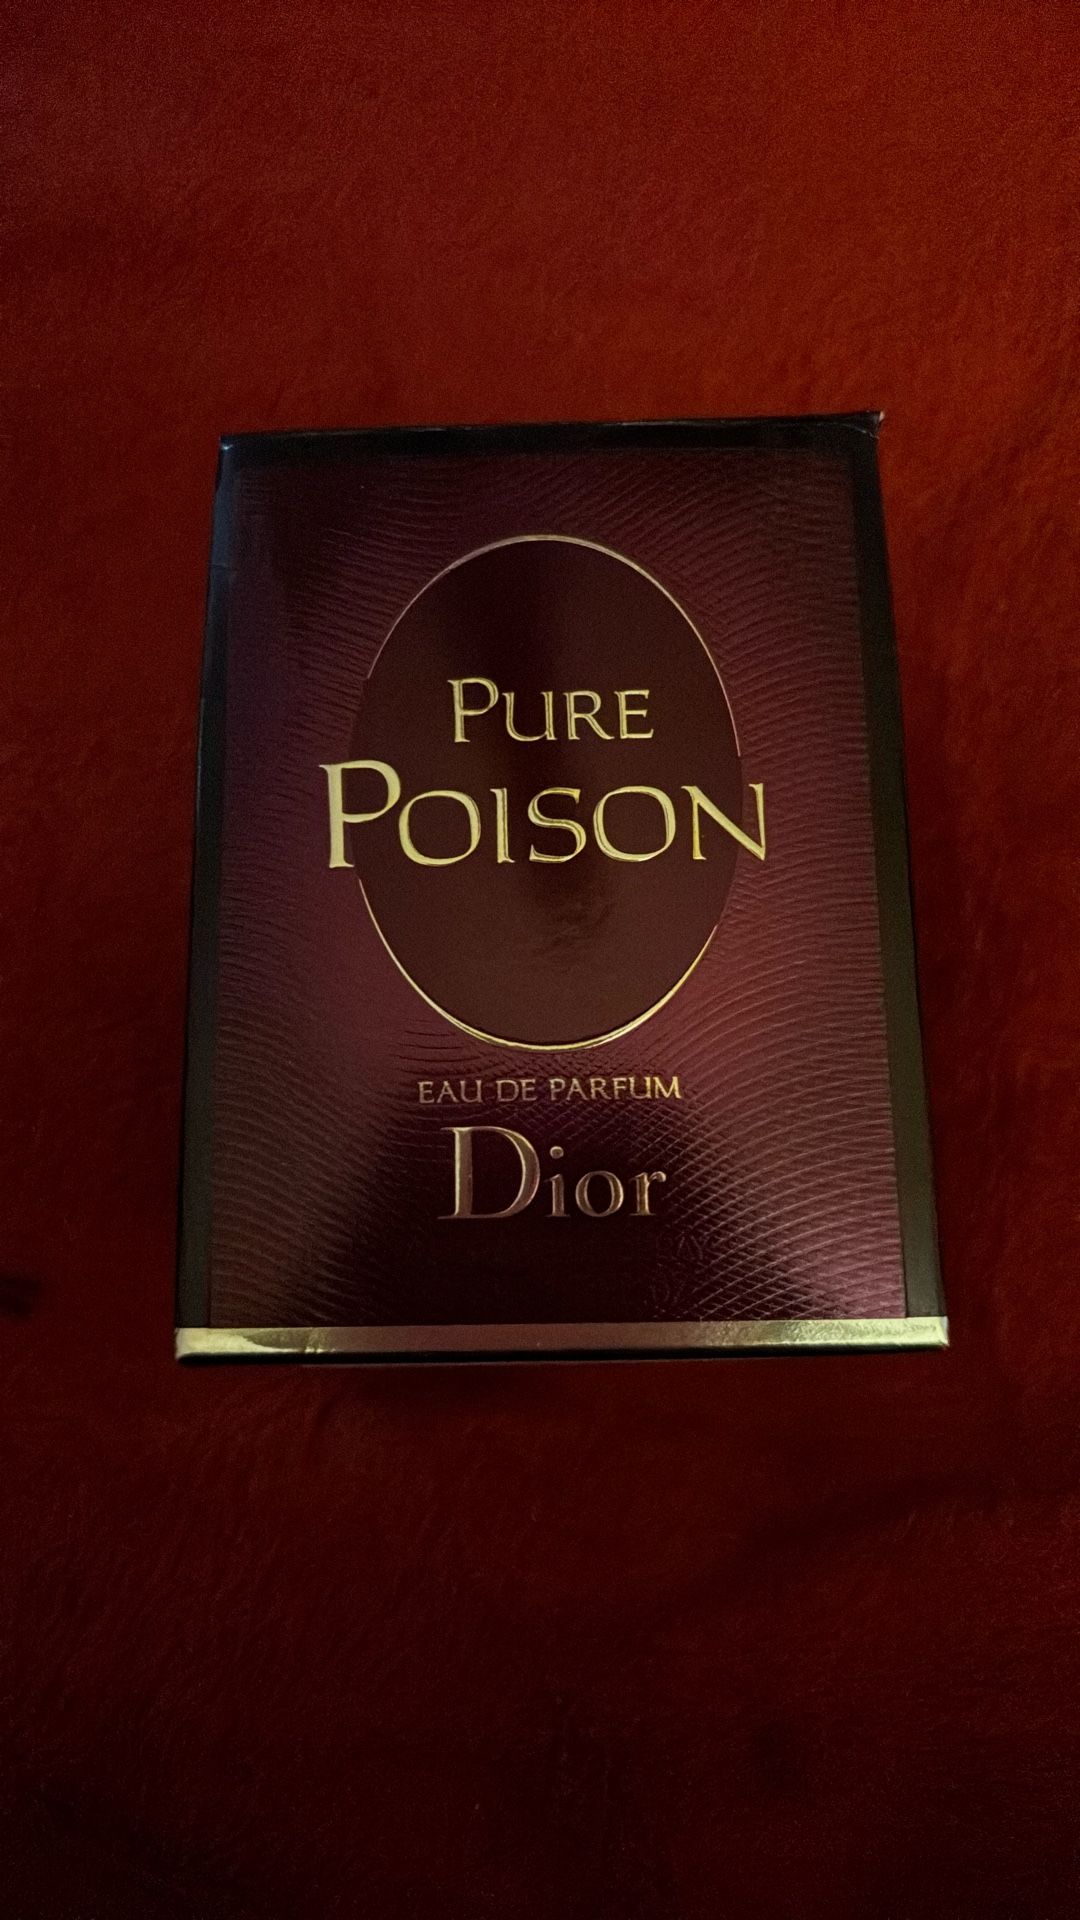 PURE
POISON
EAU DE PARFUM
Dior